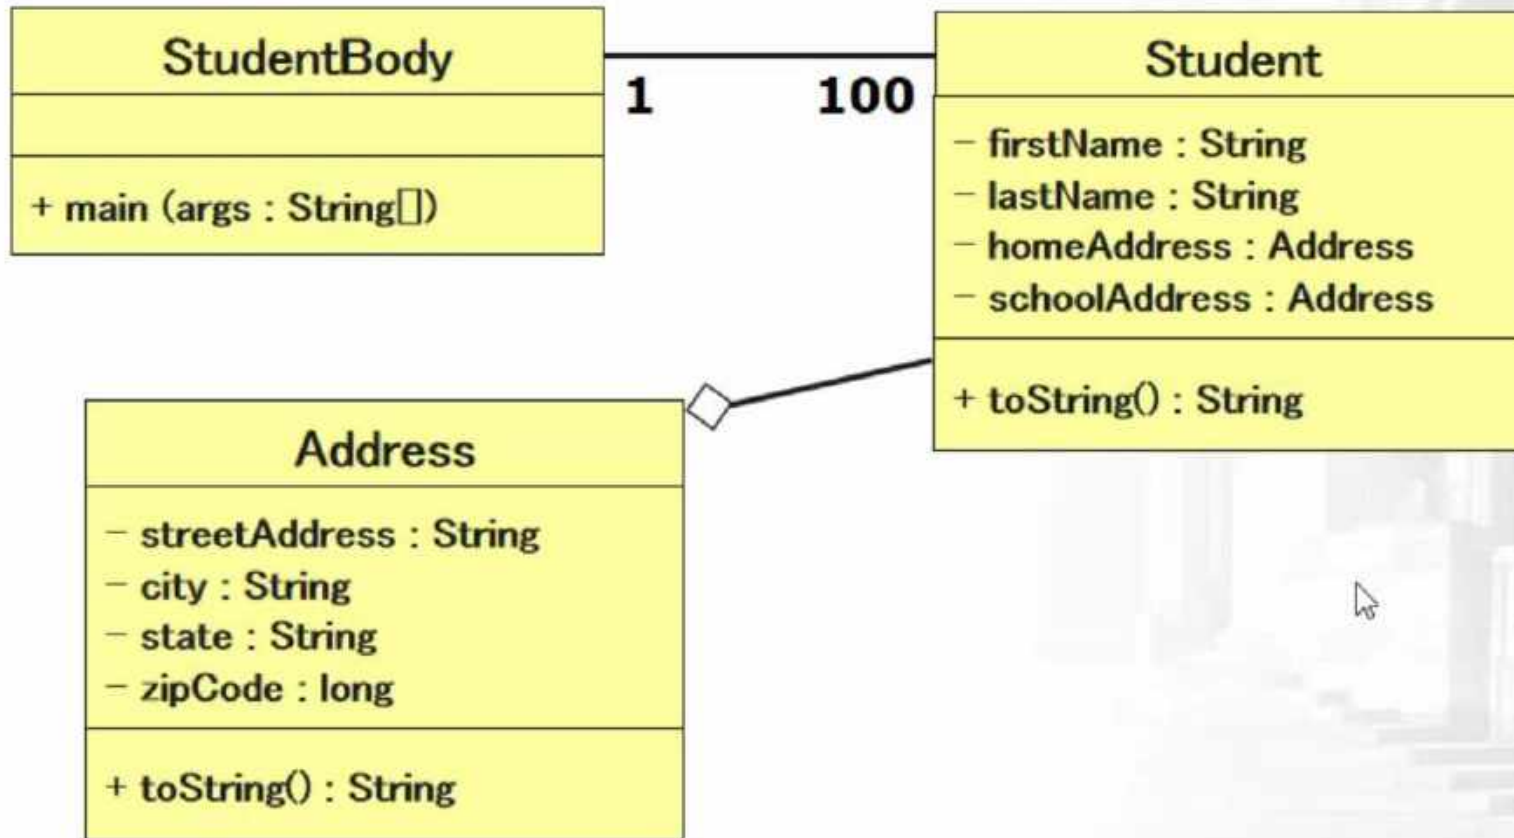 StudentBody
+ main (args : String[])
1
100
Student
- firstName : String
- lastName : String
- homeAddress : Address
- schoolAddress : Address
+ toString() : String
Address
- streetAddress : String
- city : String
- state : String
- zipCode : long
+ toString() : String